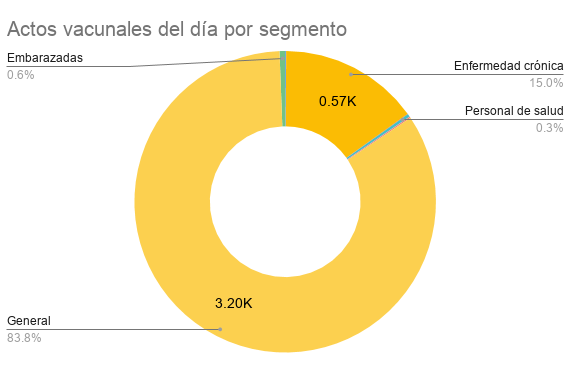 Actos vacunales del día por segmento
Embarazadas
0.6%
Enfermedad crónica
15.0%
0.57K
Personal de salud
0.3%
3.20K
General
83.8%